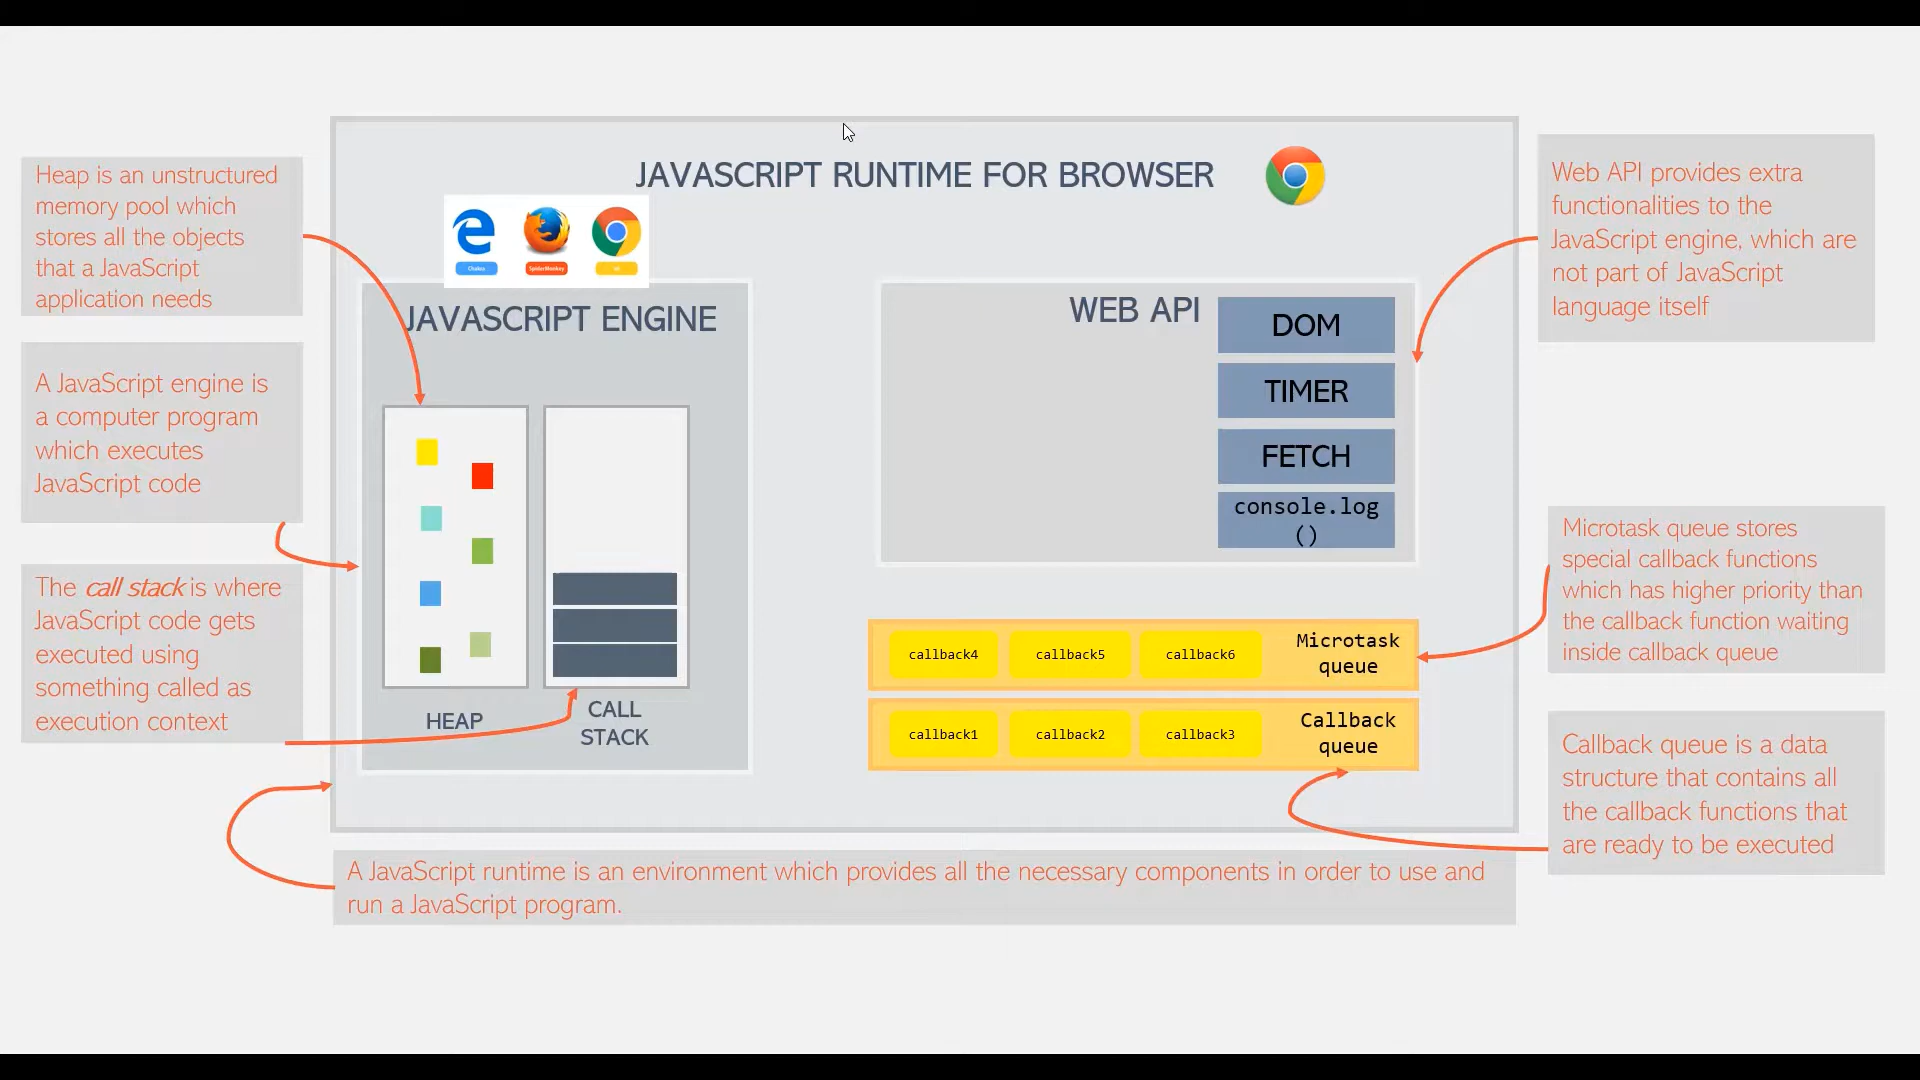 JAVASCRIPT RUNTIME FOR BROWSER
Heap is an unstructured
memory pool which
stores all the objects
that a JavaScript
application needs
A JavaScript engine is
a computer program
which executes
JavaScript code
The call stack is where
JavaScript code gets
executed using
something called as
execution context
Chakra
SpiderMonkey
V8
JAVASCRIPT ENGINE
HEAP
CALL
STACK
WEB API
DOM
TIMER
FETCH
console.log
()
callback4
callback5
callback6
Microtask
queue
callback1
callback2
callback3
Callback
queue
Web API provides extra
functionalities to the
JavaScript engine, which are
not part of JavaScript
language itself
Microtask queue stores
special callback functions
which has higher priority than
the callback function waiting
inside callback queue
Callback queue is a data
structure that contains all
the callback functions that
are ready to be executed
A JavaScript runtime is an environment which provides all the necessary components in order to use and
run a JavaScript program.